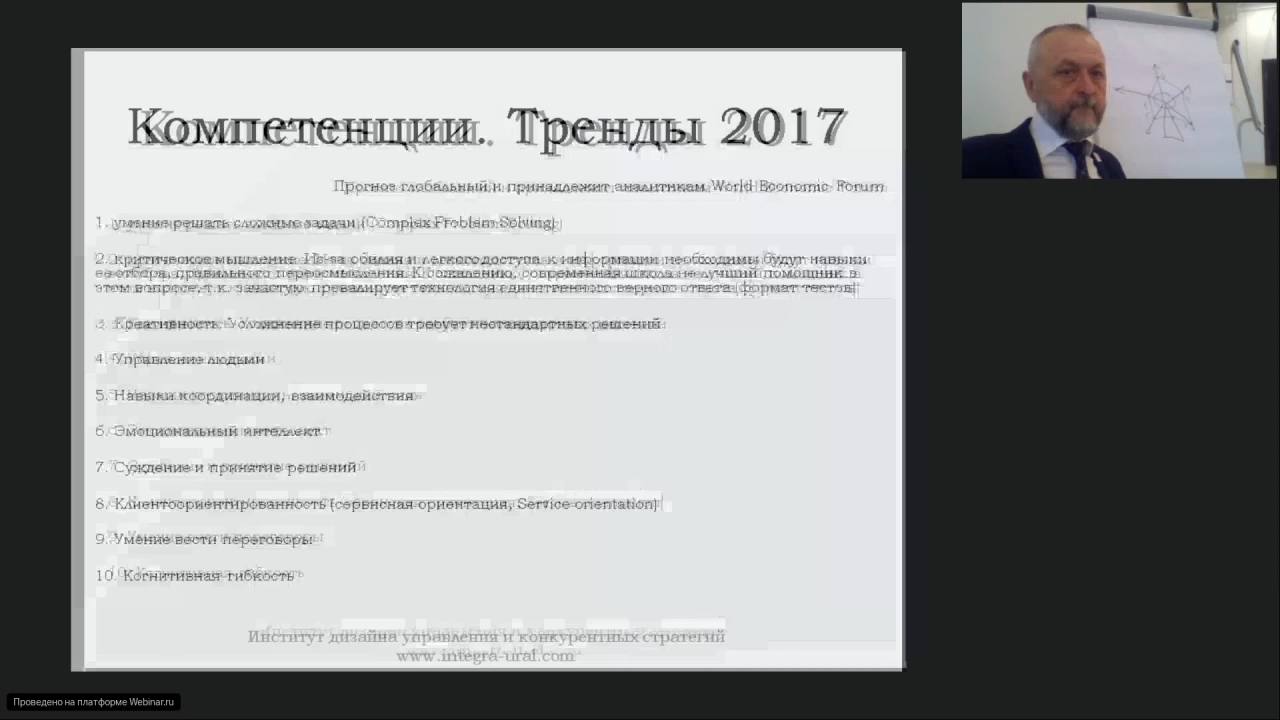 Компетенции. Тренды 2017
Прогноз глобальный и принадлежит аналитикам World Economic Forum
1. умение решать сложные задачи (Complex Problem Solving)
2. критическое мышление. Из-за обилия и легкого доступа к информации необходимы будут навыки
ее отбора, правильного переосмысления. К сожалению, современная школа не лучший помощник в
этом вопросе, т.к. зачастую превалирует технология единственного верного ответа (формат тестов)
3. Креативность. Усложнение процессов требует нестандартных решений
4. Управление людьми
5. Навыки координации, взаимодействия
6. Эмоциональный интеллект
7. Суждение и принятие решений
8. Клиентоориентированность (сервисная ориентация, Service orientation)
9. Умение вести переговоры
10. Когнитивная гибкость
Институт дизайна управления и конкурентных стратегий
www.integra-ural.com
Проведено на платформе Webinar.ru